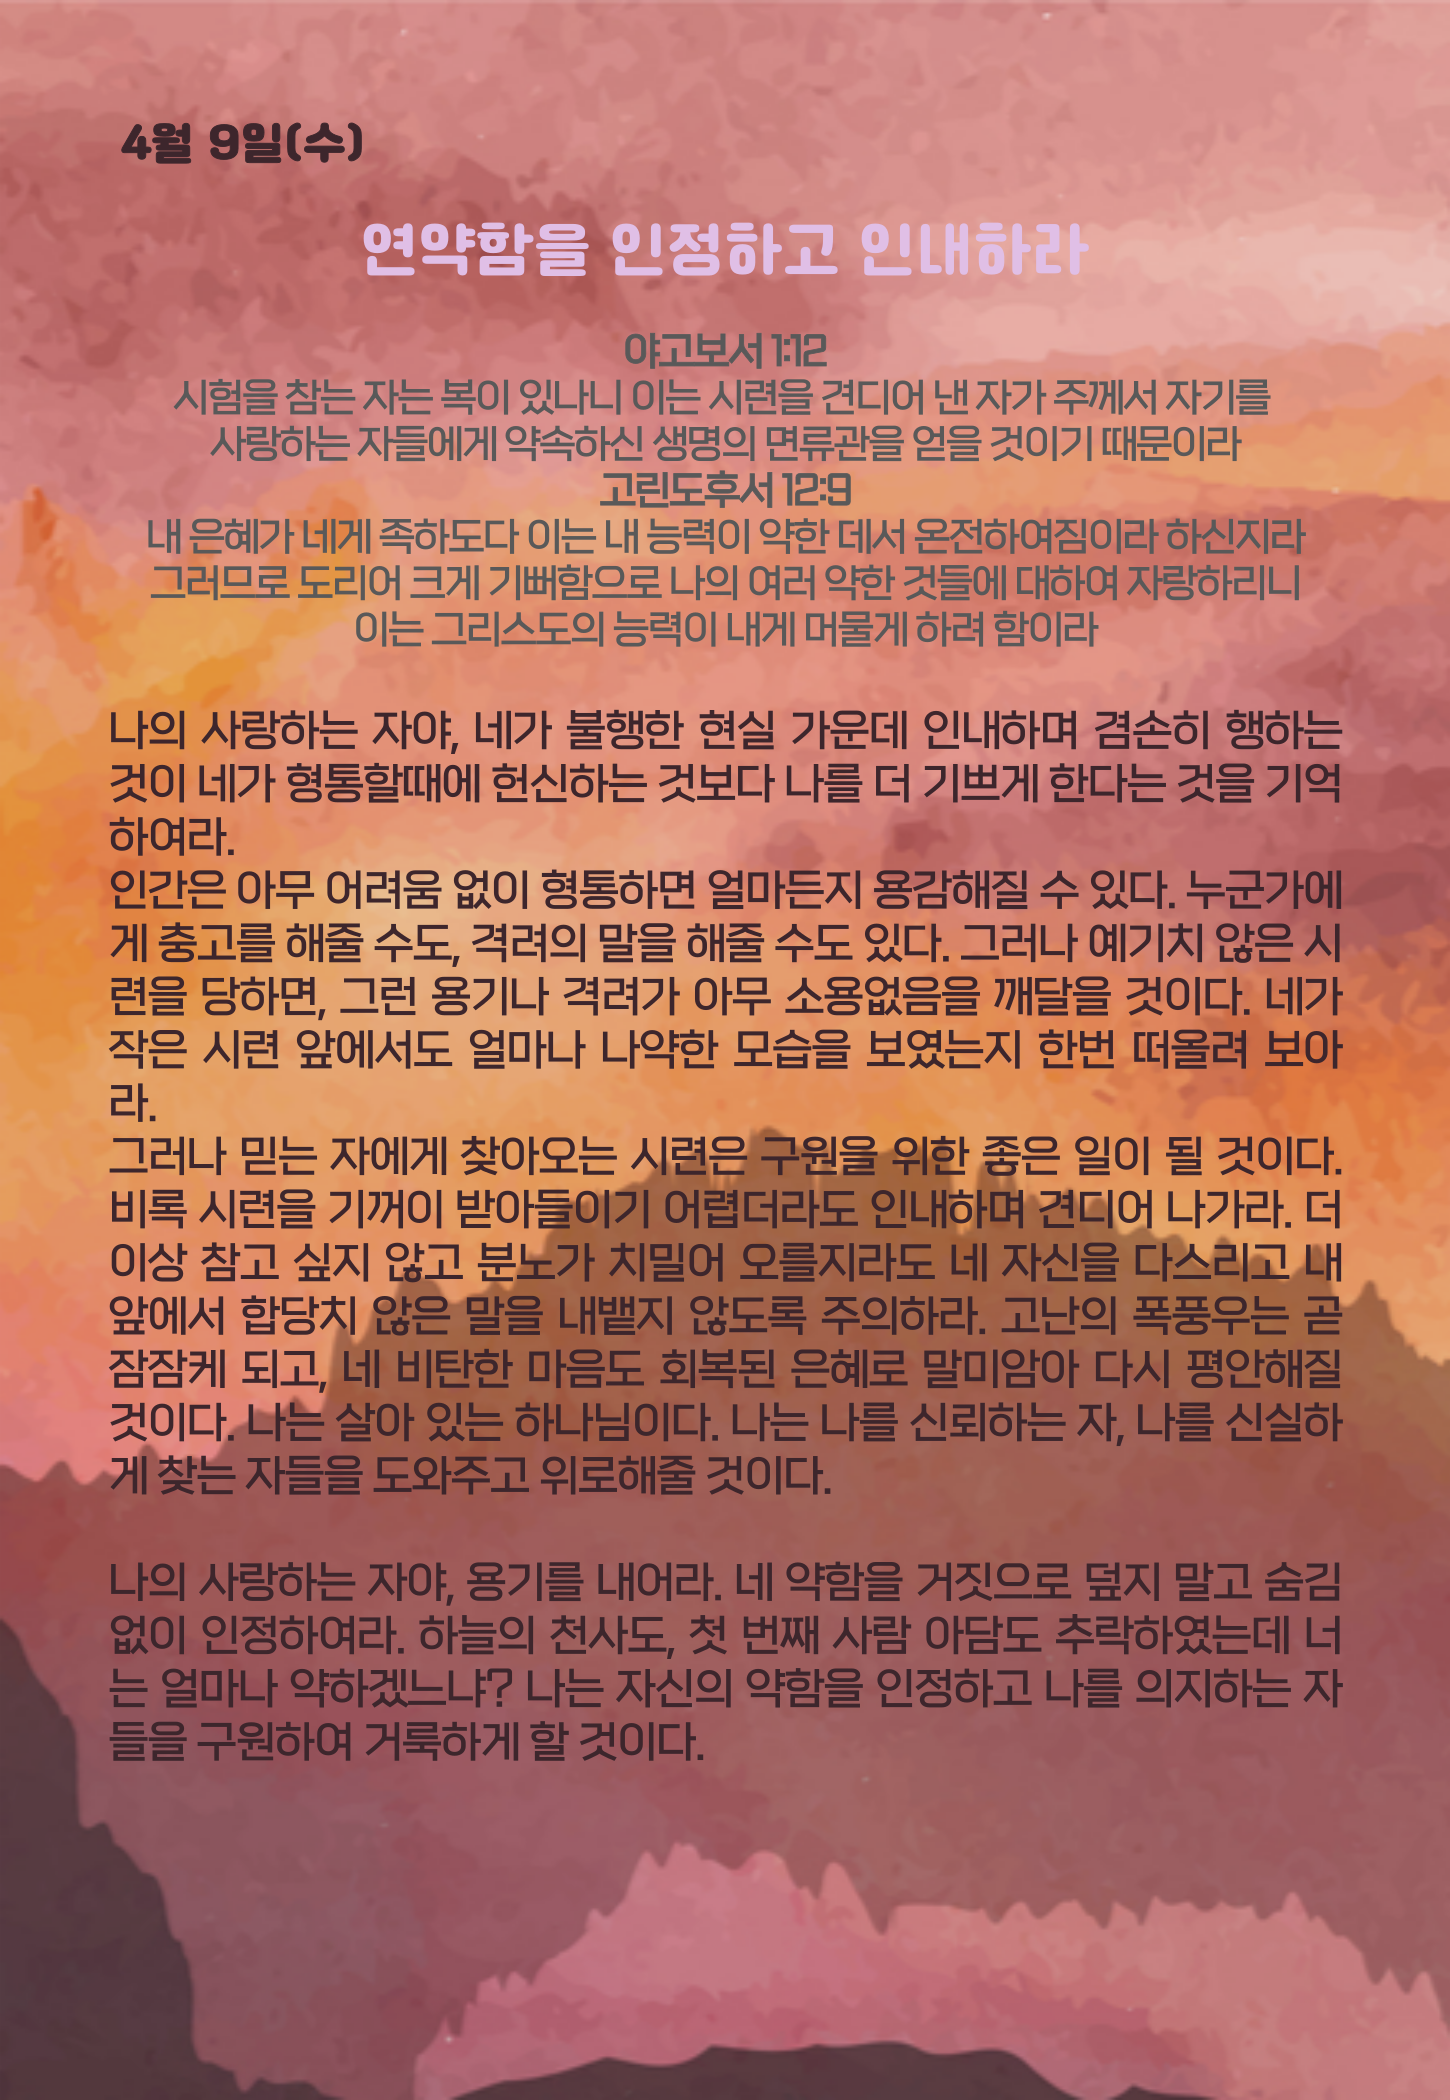 4월 9일(수)
연약함을 인정하고 인내하라
야고보서 1:12
시험을 참는 자는 복이 있나니 이는 시련을 견디어 낸 자가 주께서 자기를
사랑하는 자들에게 약속하신 생명의 면류관을 얻을 것이기 때문이라
고린도후서 12:9
내 은혜가 네게 족하도다 이는 내 능력이 약한 데서 온전하여짐이라 하신지라
그러므로 도리어 크게 기뻐함으로 나의 여러 약한 것들에 대하여 자랑하리니
이는 그리스도의 능력이 내게 머물게 하려 함이라
나의 사랑하는 자야, 네가 불행한 현실 가운데 인내하며 겸손히 행하는
것이 네가 형통할때에 헌신하는 것보다 나를 더 기쁘게 한다는 것을 기억
하여라.
인간은 아무 어려움 없이 형통하면 얼마든지 용감해질 수 있다. 누군가에
게 충고를 해줄 수도, 격려의 말을 해줄 수도 있다. 그러나 예기치 않은 시
련을 당하면, 그런 용기나 격려가 아무 소용없음을 깨달을 것이다. 네가
작은 시련 앞에서도 얼마나 나약한 모습을 보였는지 한번 떠올려 보아
라.
그러나 믿는 자에게 찾아오는 시련은 구원을 위한 좋은 일이 될 것이다.
비록 시련을 기꺼이 받아들이기 어렵더라도 인내하며 견디어 나가라. 더
이상 참고 싶지 않고 분노가 치밀어 오를지라도 네 자신을 다스리고 내
앞에서 합당치 않은 말을 내뱉지 않도록 주의하라. 고난의 폭풍우는 곧
잠잠케 되고, 네 비탄한 마음도 회복된 은혜로 말미암아 다시 평안해질
것이다. 나는 살아 있는 하나님이다. 나는 나를 신뢰하는 자, 나를 신실하
게 찾는 자들을 도와주고 위로해줄 것이다.
나의 사랑하는 자야, 용기를 내어라. 네 약함을 거짓으로 덮지 말고 숨김
없이 인정하여라. 하늘의 천사도, 첫 번째 사람 아담도 추락하였는데 너
는 얼마나 약하겠느냐? 나는 자신의 약함을 인정하고 나를 의지하는 자
들을 구원하여 거룩하게 할 것이다.